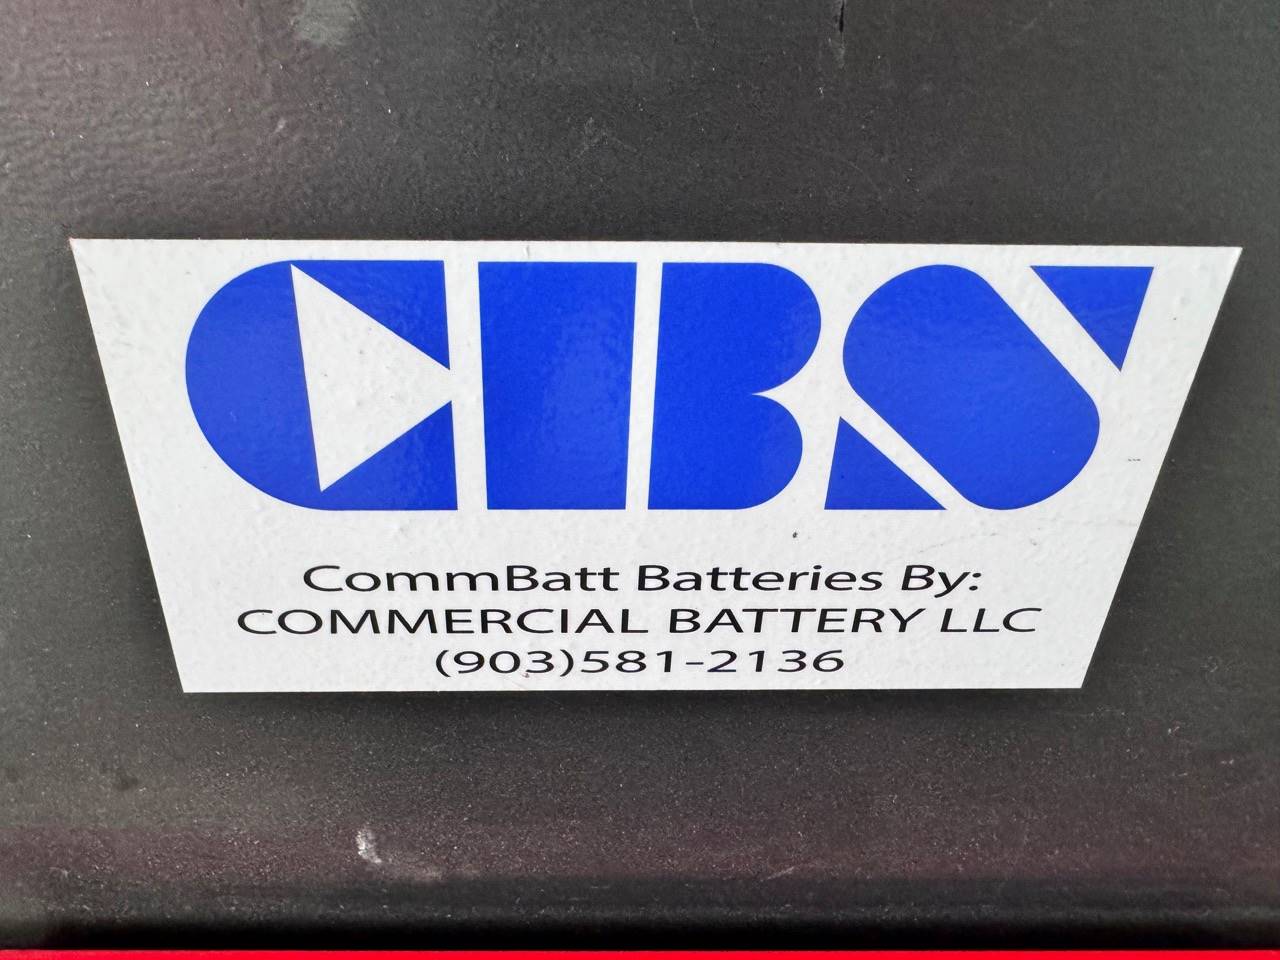 CBS
CommBatt Batteries By:
COMMERCIAL BATTERY LLC
(903)581-2136